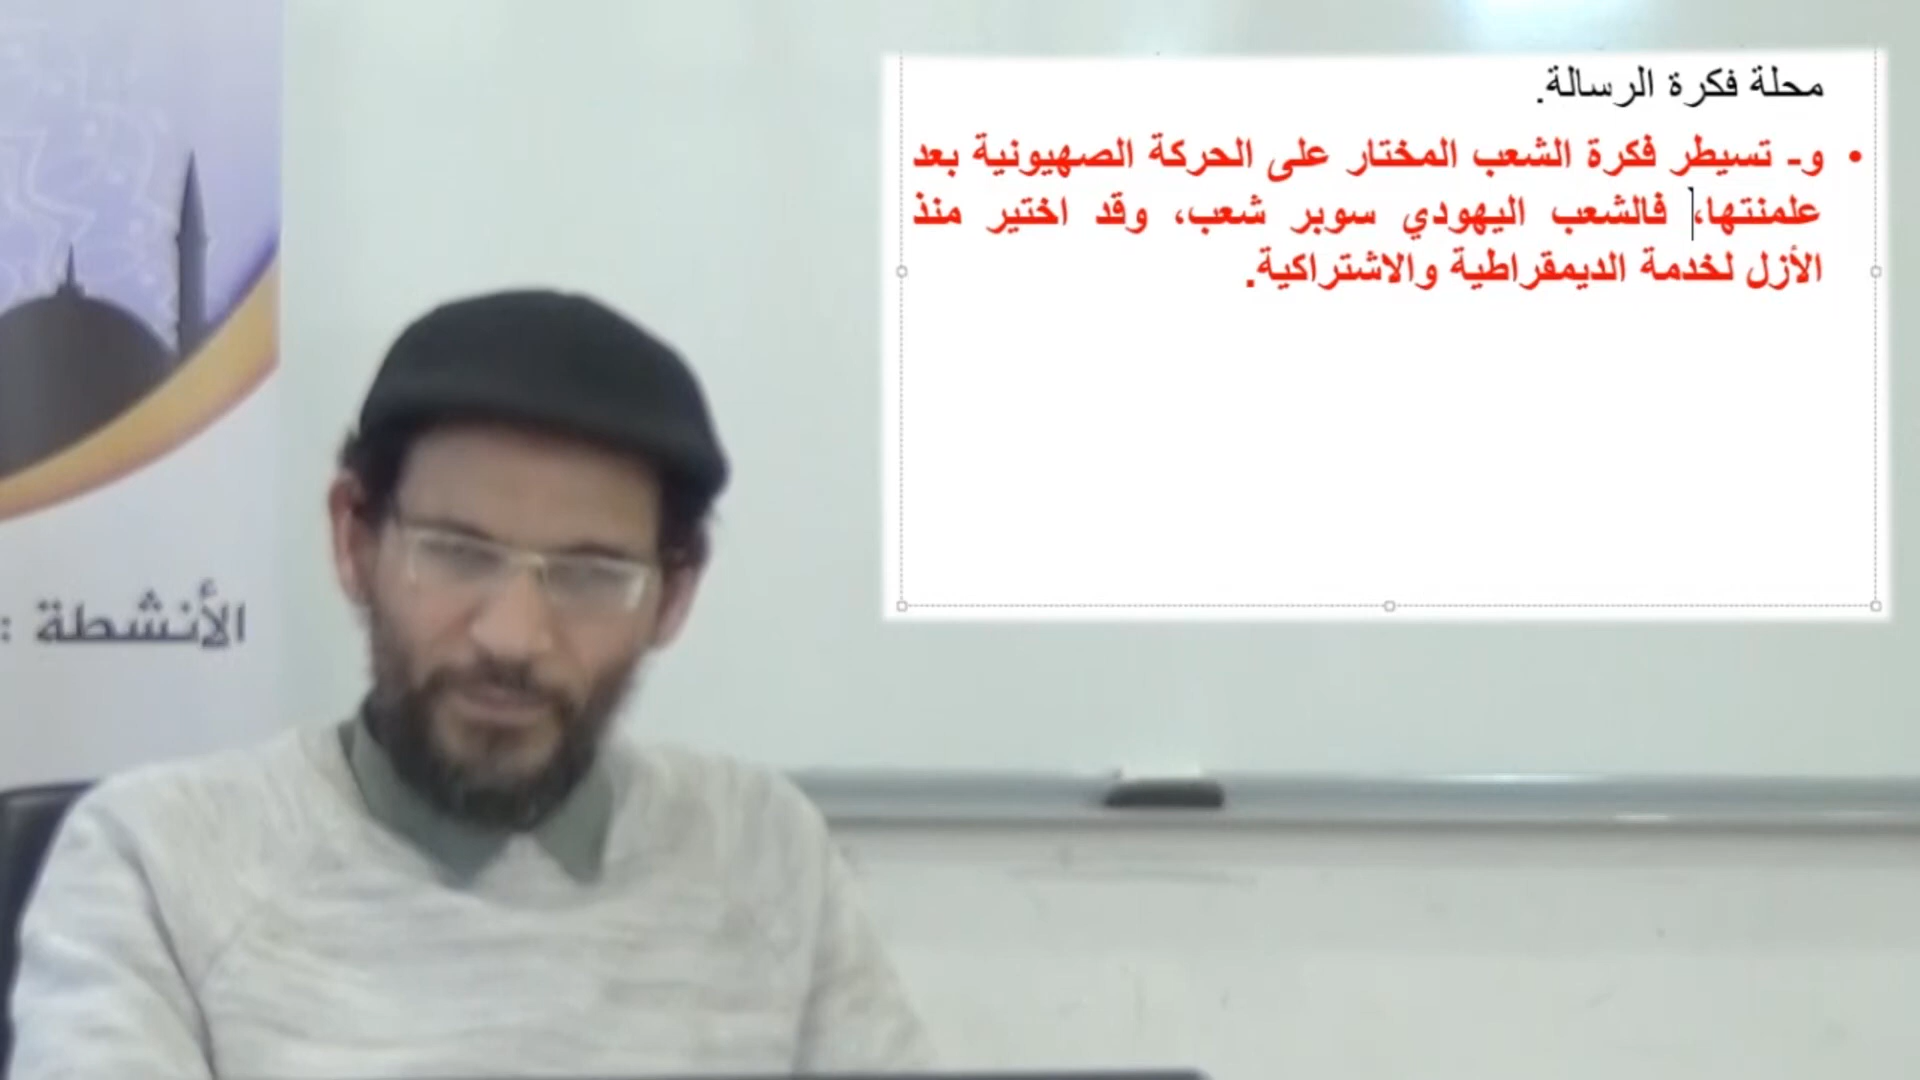 محلة فكرة الرسالة.
• و- تسيطر فكرة الشعب المختار على الحركة الصهيونية بعد
علمنتها، فالشعب اليهودي سوبر شعب، وقد اختير منذ
الأزل لخدمة الديمقراطية والاشتراكية.
الأنشطة :